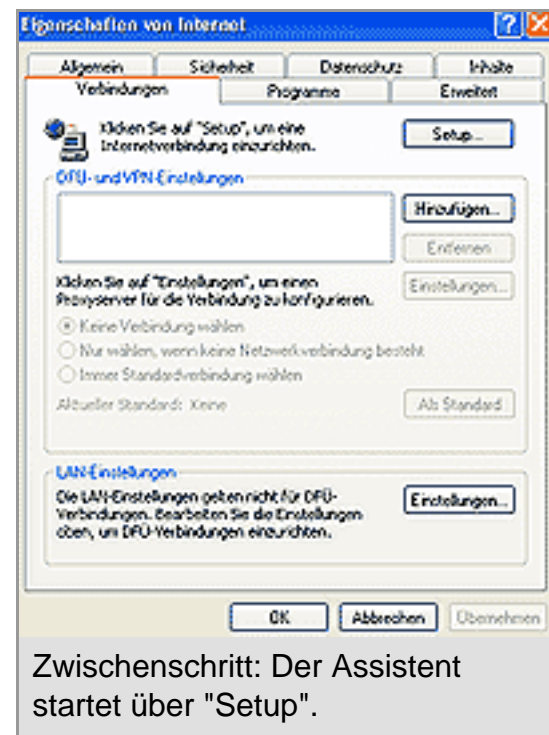 Eigenschaften von Internet
Allgemein Sicherheit Datenschutz Inhalte
Verbindungen Programme Erweitert
Klicken Sie auf "Setup", um eine
Internetverbindung einzurichten.
Setup...
DFÜ- und VPN-Einstellungen
Hinzufügen...
Entfernen
Klicken Sie auf "Einstellungen", um einen
Proxyserver für die Verbindung zu konfigurieren.
Einstellungen...
Keine Verbindung wählen
Nur wählen, wenn keine Netzwerkverbindung besteht
Immer Standardverbindung wählen
Aktueller Standard: Keine
Als Standard
LAN-Einstellungen
Die LAN-Einstellungen gelten nicht für DFÜ-
Verbindungen. Bearbeiten Sie die Einstellungen
oben, um DFÜ-Verbindungen einzurichten.
Einstellungen...
OK Abbrechen Übernehmen
Zwischenschritt: Der Assistent
startet über "Setup".